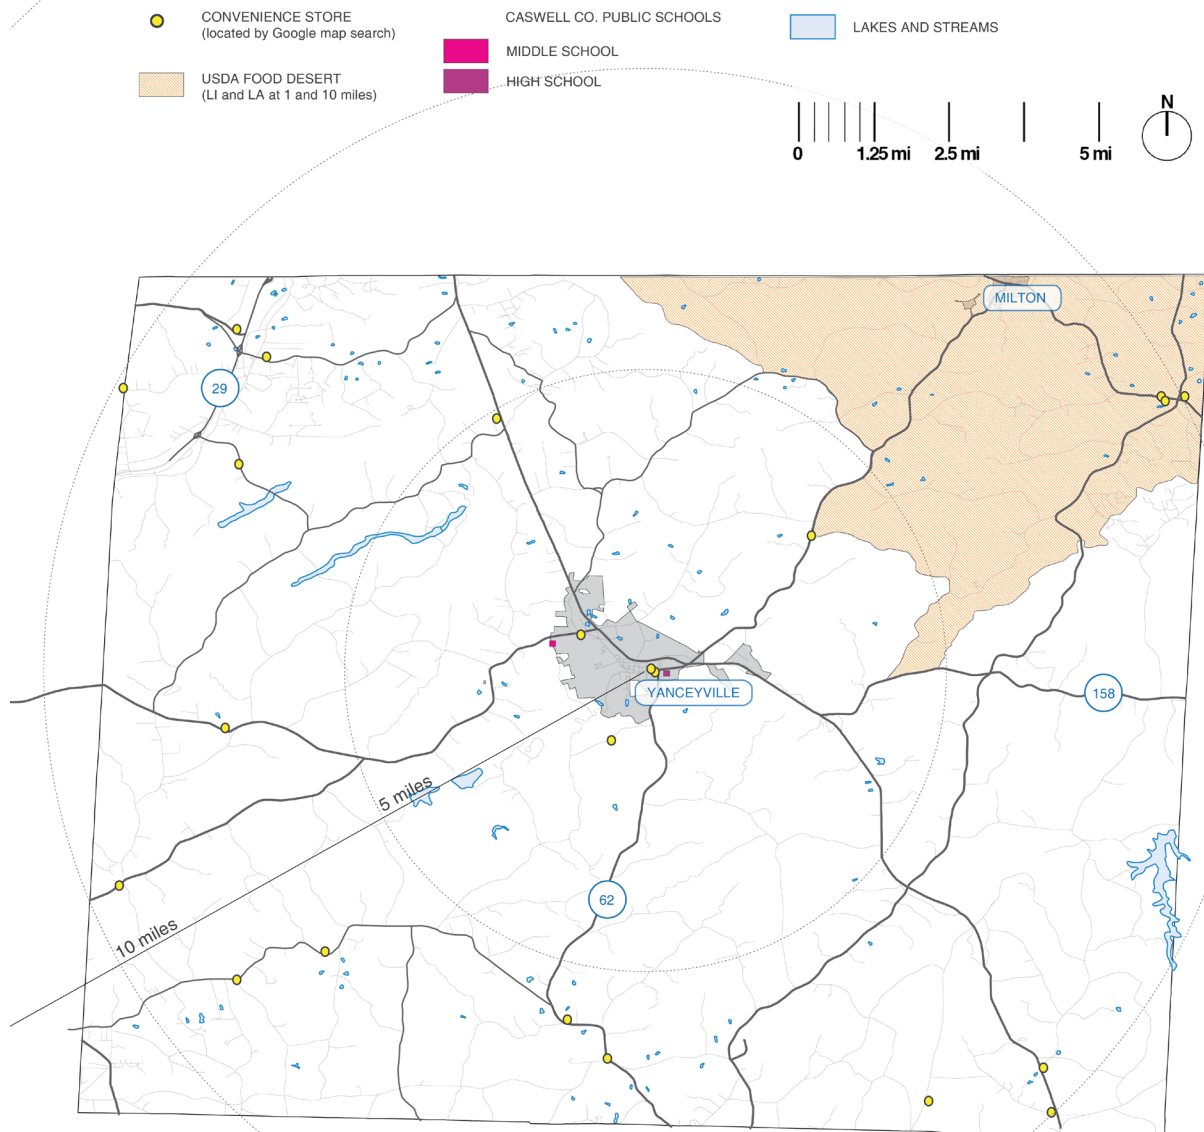 CONVENIENCE STORE
(located by Google map search)
USDA FOOD DESERT
(LI and LA at 1 and 10 miles)
CASWELL CO. PUBLIC SCHOOLS
MIDDLE SCHOOL
HIGH SCHOOL
LAKES AND STREAMS
0 1.25 mi 2.5 mi 5 mi
N
MILTON
29
YANCEYVILLE
158
5 miles
62
10 miles